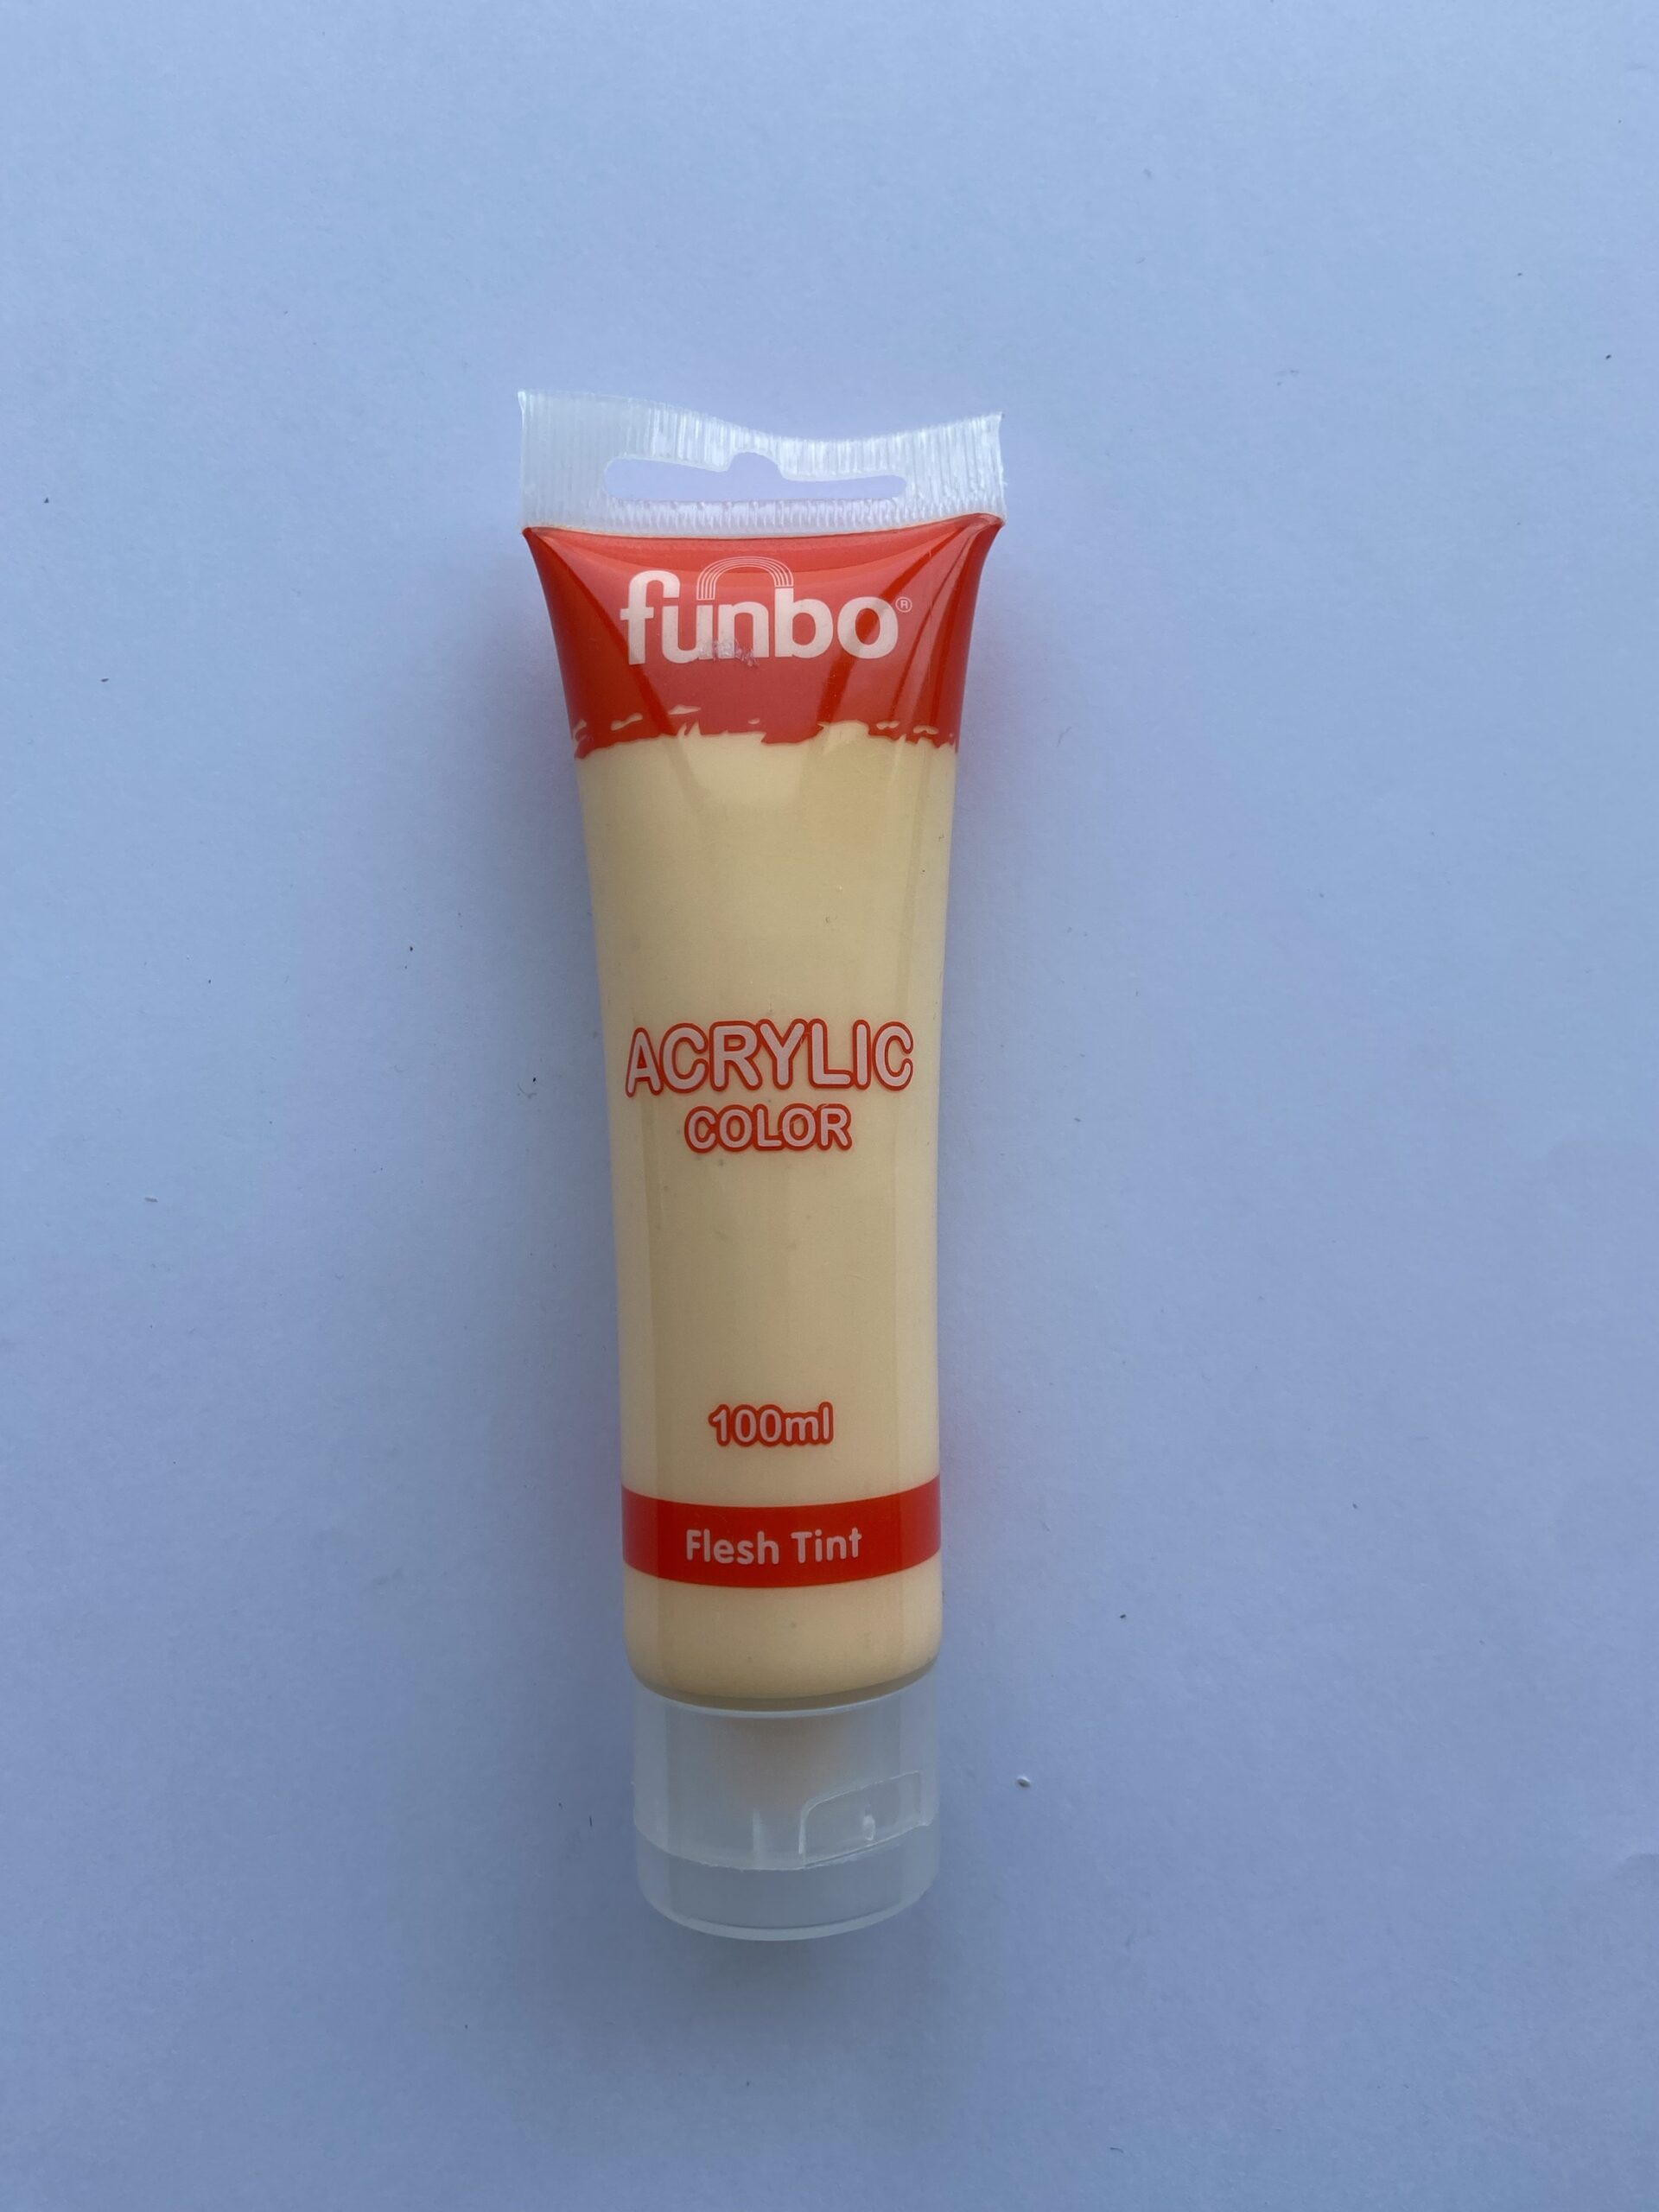 funbo®
ACRYLIC
COLOR
100ml
Flesh Tint